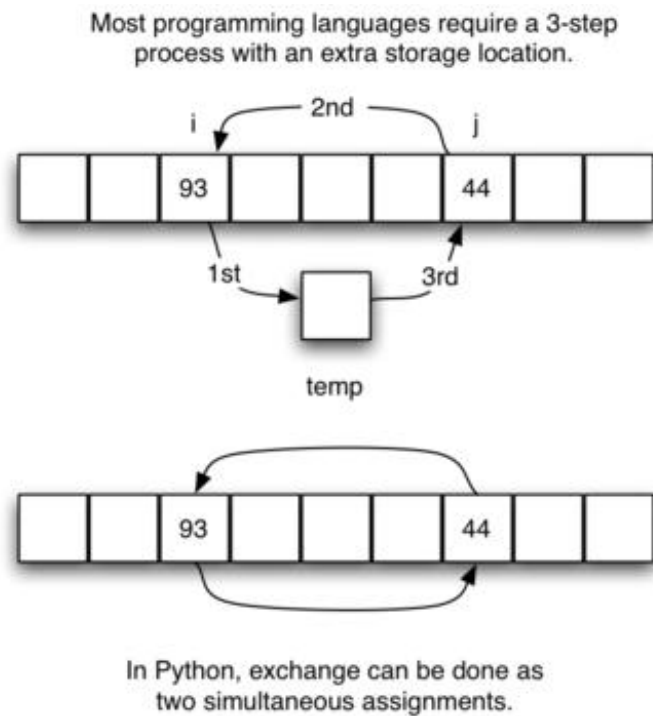 Most programming languages require a 3-step
process with an extra storage location.
2nd
i
j
93
44
1st
3rd
temp
93
44
In Python, exchange can be done as
two simultaneous assignments.